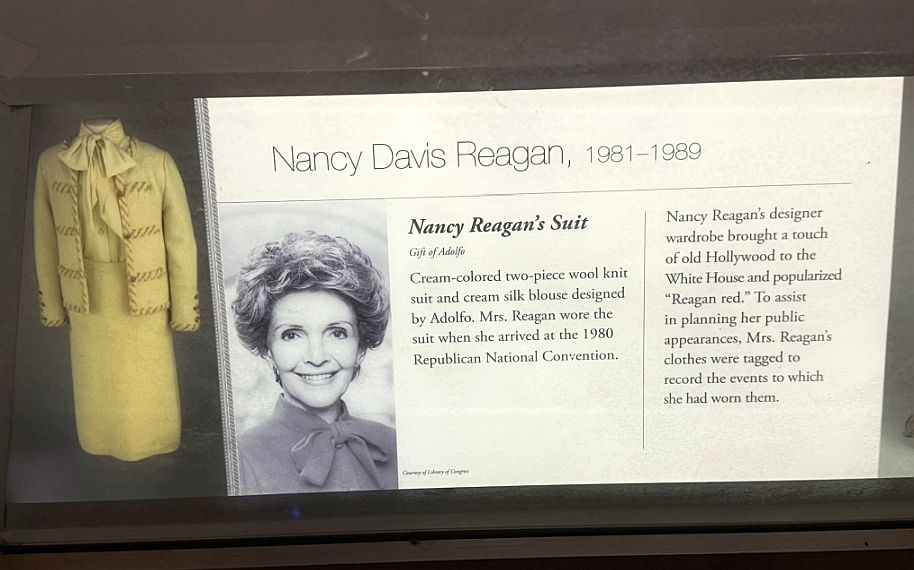 Nancy Davis Reagan, 1981–1989
Nancy Reagan's Suit
Gift of Adolfo
Cream-colored two-piece wool knit
suit and cream silk blouse designed
by Adolfo. Mrs. Reagan wore the
suit when she arrived at the 1980
Republican National Convention.
Courtesy of Library of Congress
Nancy Reagan's designer
wardrobe brought a touch
of old Hollywood to the
White House and popularized
“Reagan red.” To assist
in planning her public
appearances, Mrs. Reagan's
clothes were tagged to
record the events to which
she had worn them.